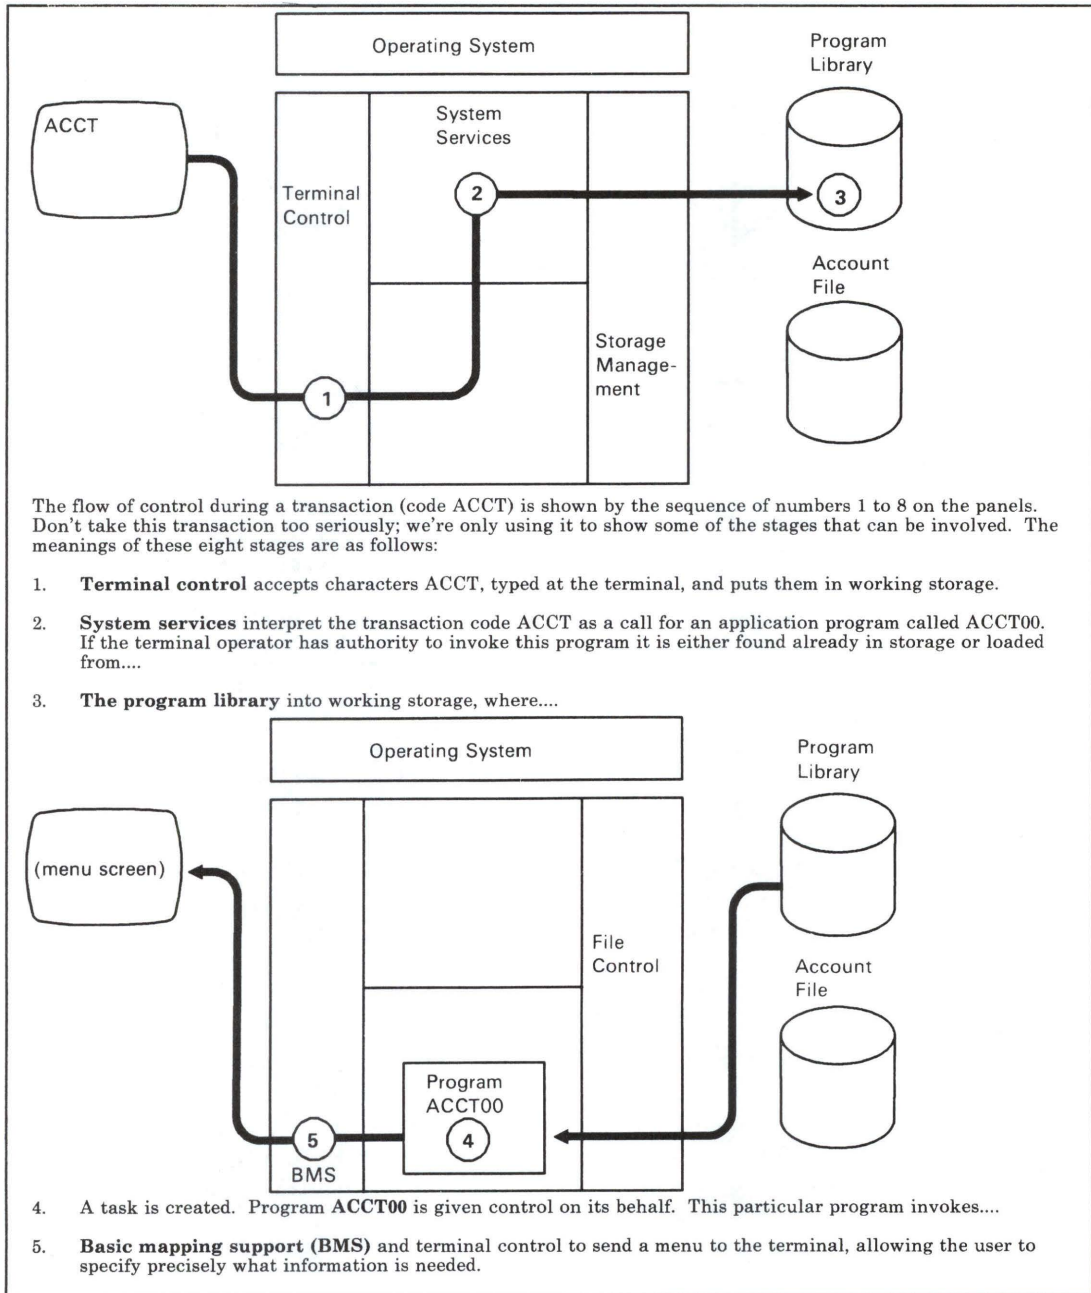 Operating System
Program
Library
ACCT
System
Services
Terminal
Control
2
3
Account
File
Storage
Manage-
ment
1
The flow of control during a transaction (code ACCT) is shown by the sequence of numbers 1 to 8 on the panels.
Don't take this transaction too seriously; we're only using it to show some of the stages that can be involved. The
meanings of these eight stages are as follows:
1. Terminal control accepts characters ACCT, typed at the terminal, and puts them in working storage.
2. System services interpret the transaction code ACCT as a call for an application program called ACCT00.
If the terminal operator has authority to invoke this program it is either found already in storage or loaded
from....
3. The program library into working storage, where....
Operating System
Program
Library
(menu screen)
File
Control
Account
File
Program
ACCT00
4
5
BMS
4. A task is created. Program ACCT00 is given control on its behalf. This particular program invokes....
5. Basic mapping support (BMS) and terminal control to send a menu to the terminal, allowing the user to
specify precisely what information is needed.